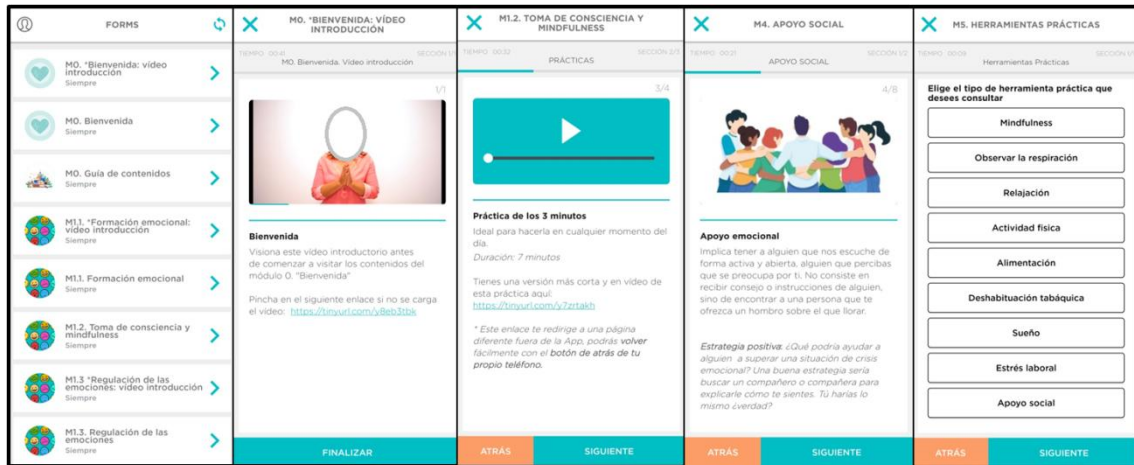 FORMS
M0. *Bienvenida: vídeo
introducción
Siempre
M0. Bienvenida
Siempre
M0. Guía de contenidos
Siempre
M1.1. *Formación emocional:
vídeo introducción
Siempre
M1.1. Formación emocional
Siempre
M1.2. Toma de consciencia y
mindfulness
Siempre
M1.3 *Regulación de las
emociones: vídeo introducción
Siempre
M1.3. Regulación de las
emociones
Siempre
M0. *BIENVENIDA: VÍDEO
INTRODUCCIÓN
TIEMPO 00:41
SECCIÓN 1/1
M0. Bienvenida. Vídeo introducción
1/1
Bienvenida
Visiona este vídeo introductorio antes
de comenzar a visitar los contenidos del
módulo 0. "Bienvenida"
Pincha en el siguiente enlace si no se carga
el vídeo: https://tinyurl.com/y8eb3tbk
FINALIZAR
M1.2. TOMA DE CONSCIENCIA Y
MINDFULNESS
TIEMPO 00:32
SECCIÓN 2/3
PRÁCTICAS
3/4
Práctica de los 3 minutos
Ideal para hacerla en cualquier momento del
día.
Duración: 7 minutos
Tienes una versión más corta y en vídeo de
esta práctica aquí:
https://tinyurl.com/y7zrtakh
* Este enlace te redirige a una página
diferente fuera de la App, podrás volver
fácilmente con el botón de atrás de tu
propio teléfono.
ATRÁS
SIGUIENTE
M4. APOYO SOCIAL
TIEMPO 00:21
SECCIÓN 1/2
APOYO SOCIAL
4/8
Apoyo emocional
Implica tener a alguien que nos escuche de
forma activa y abierta, alguien que percibas
que se preocupa por ti. No consiste en
recibir consejo o instrucciones de alguien,
sino de encontrar a una persona que te
ofrezca un hombro sobre el que llorar.
Estrategia positiva: ¿Qué podría ayudar a
alguien a superar una situación de crisis
emocional? Una buena estrategia sería
buscar un compañero o compañera para
explicarle cómo te sientes. Tú harías lo
mismo ¿verdad?
ATRÁS
SIGUIENTE
M5. HERRAMIENTAS PRÁCTICAS
TIEMPO 00:09
SECCIÓN 1/
Herramientas Prácticas
Elige el tipo de herramienta práctica que
desees consultar
Mindfulness
Observar la respiración
Relajación
Actividad física
Alimentación
Deshabituación tabáquica
Sueño
Estrés laboral
Apoyo social
ATRÁS
SIGUIENTE